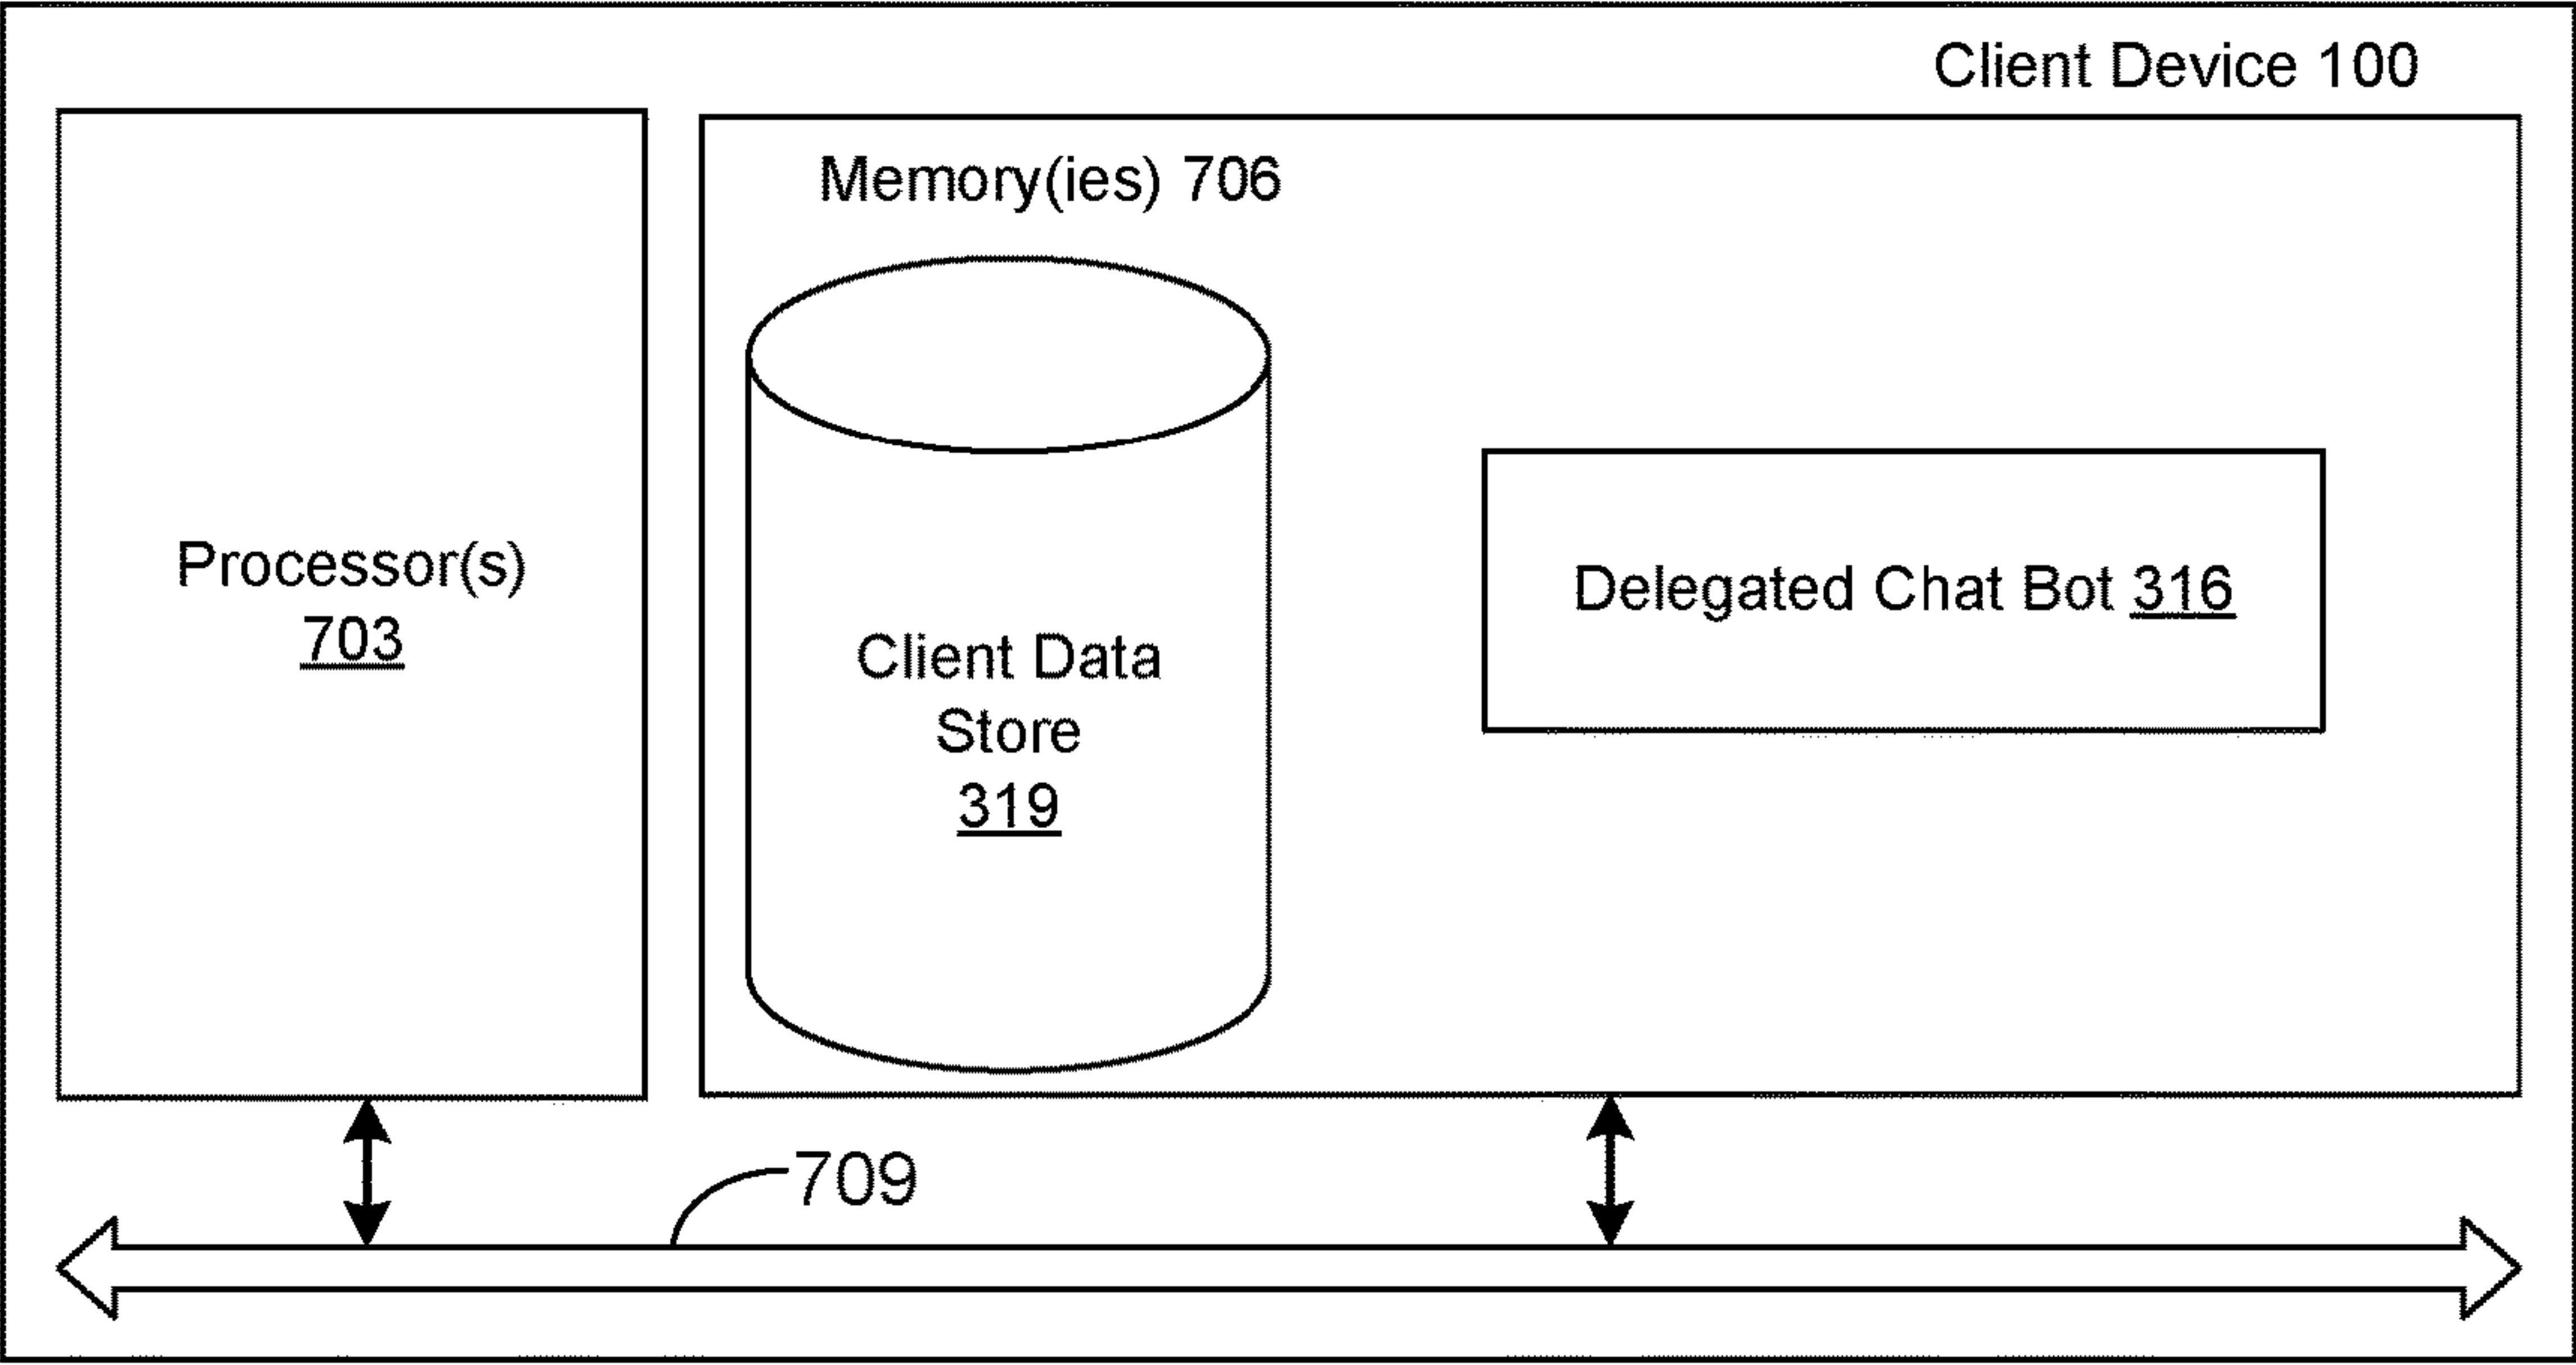 Client Device 100
Memory(ies) 706
Processor(s)
703
Client Data
Store
319
Delegated Chat Bot 316
709